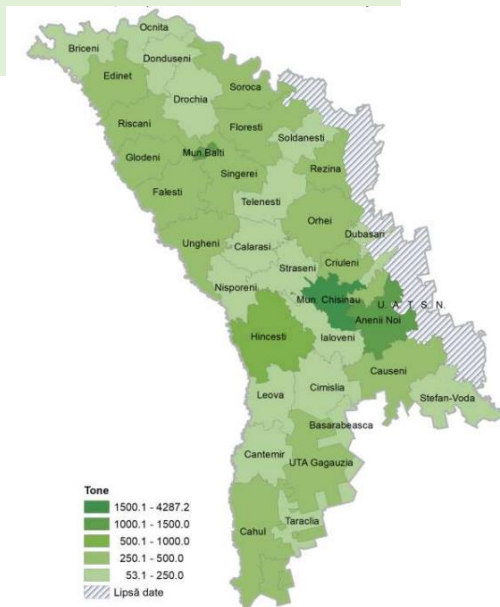 Ocnita
Briceni
Donduseni
Edinet
Soroca
Drochia
Riscani
Floresti
Soldanesti
Glodeni
Mun.Balti
Rezina
Singerei
Falesti
Telenesti
Orhei
Dubasari
Ungheni
Calarasi
Criuleni
Straseni
Nisporeni
Mun. Chisinau
U. A. T. S. N.
Anenii Noi
Hincesti
Ialoveni
Causeni
Stefan-Voda
Leova
Cimislia
Basarabeasca
Cantemir
UTA Gagauzia
Taraclia
Cahul
Tone
1500.1 - 4287.2
1000.1 - 1500.0
500.1 - 1000.0
250.1 - 500.0
53.1 - 250.0
Lipsă date